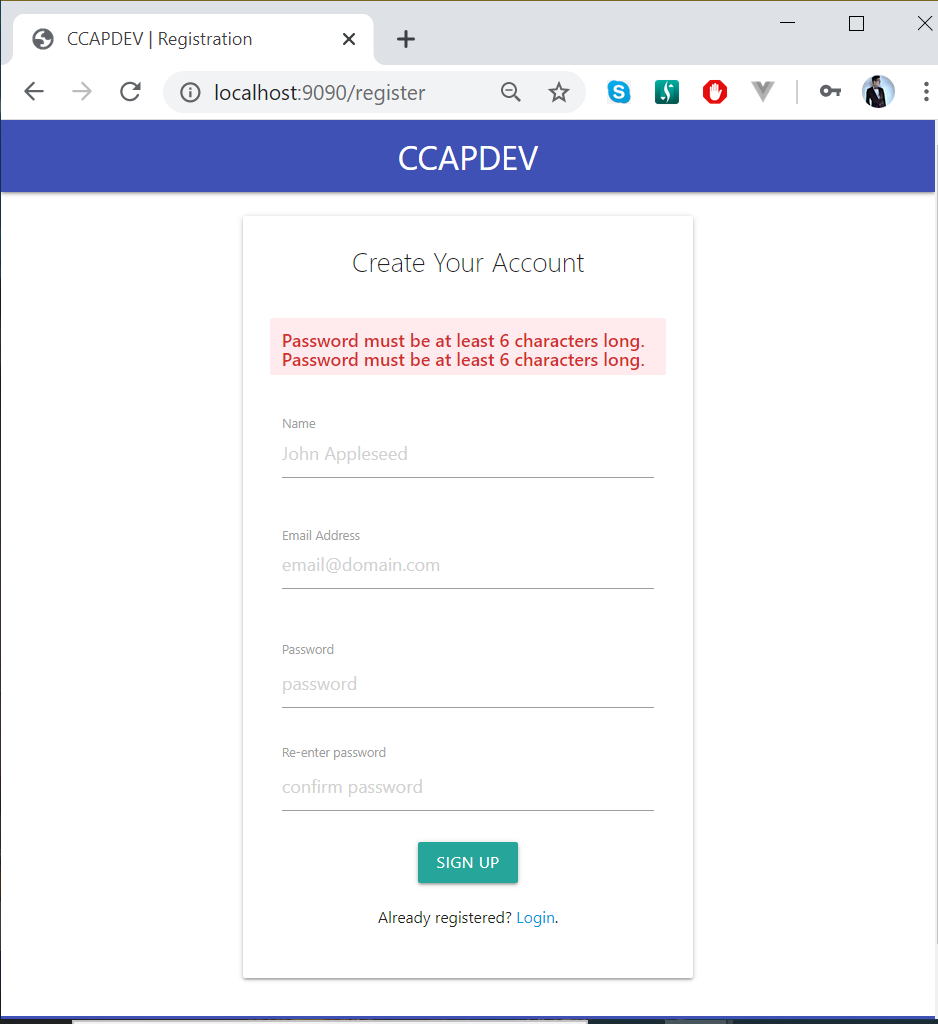 CCAPDEV | Registration
localhost:9090/register
CCAPDEV
Create Your Account
Password must be at least 6 characters long.
Password must be at least 6 characters long.
Name
John Appleseed
Email Address
email@domain.com
Password
password
Re-enter password
confirm password
SIGN UP
Already registered? Login.